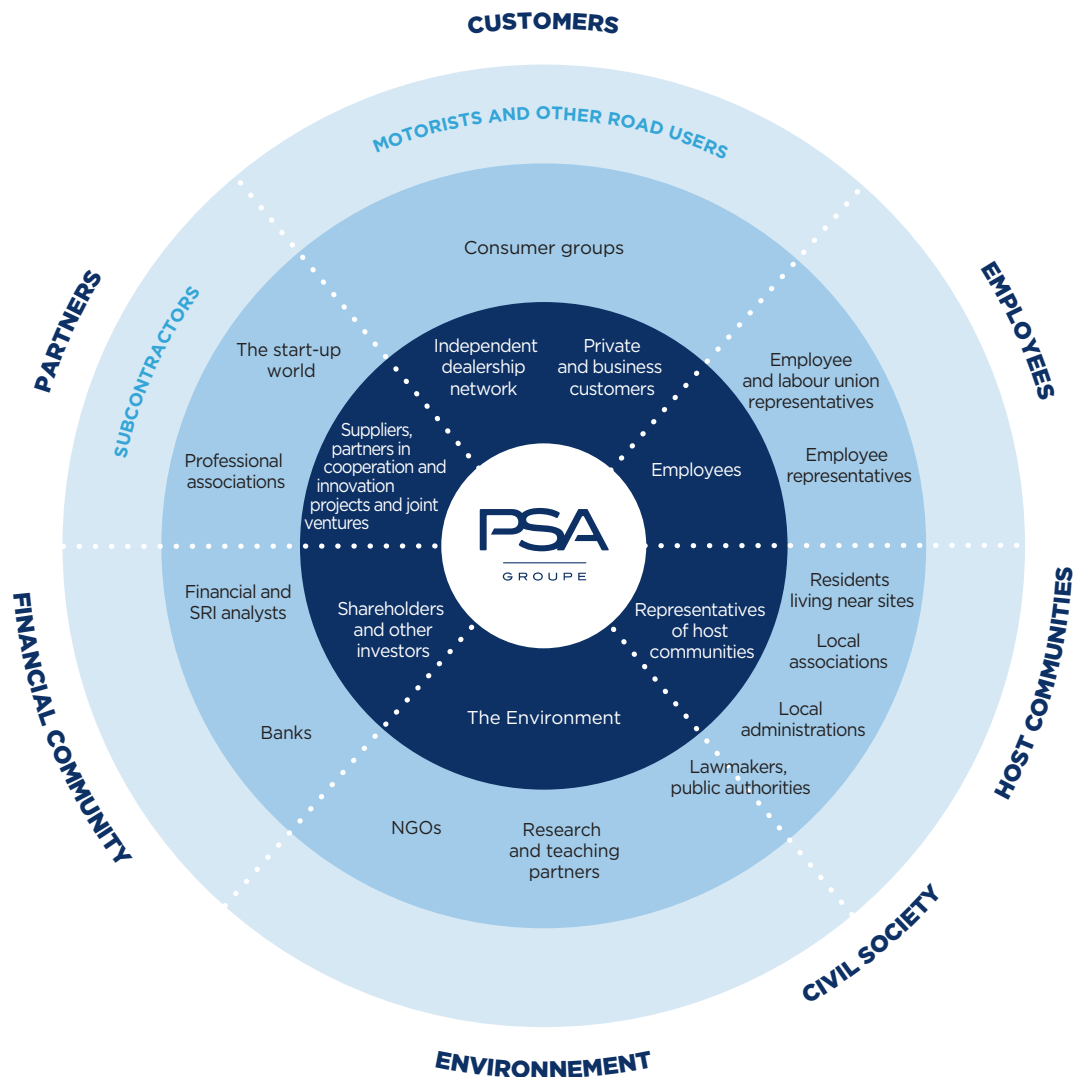 CUSTOMERS
MOTORISTS AND OTHER ROAD USERS
Consumer groups
Independent
dealership
network
Private
and business
customers
PARTNERS
SUBCONTRACTORS
The start-up
world
Professional
associations
Suppliers,
partners in
cooperation and
innovation
projects and joint
ventures
EMPLOYEES
Employee
and labour union
representatives
Employee
representatives
Employees
PSA
GROUPE
FINANCIAL COMMUNITY
Financial and
SRI analysts
Banks
Shareholders
and other
investors
HOST COMMUNITIES
Representatives
of host
communities
Residents
living near sites
Local
associations
Local
administrations
Lawmakers,
public authorities
The Environment
NGOs
Research
and teaching
partners
CIVIL SOCIETY
ENVIRONNEMENT